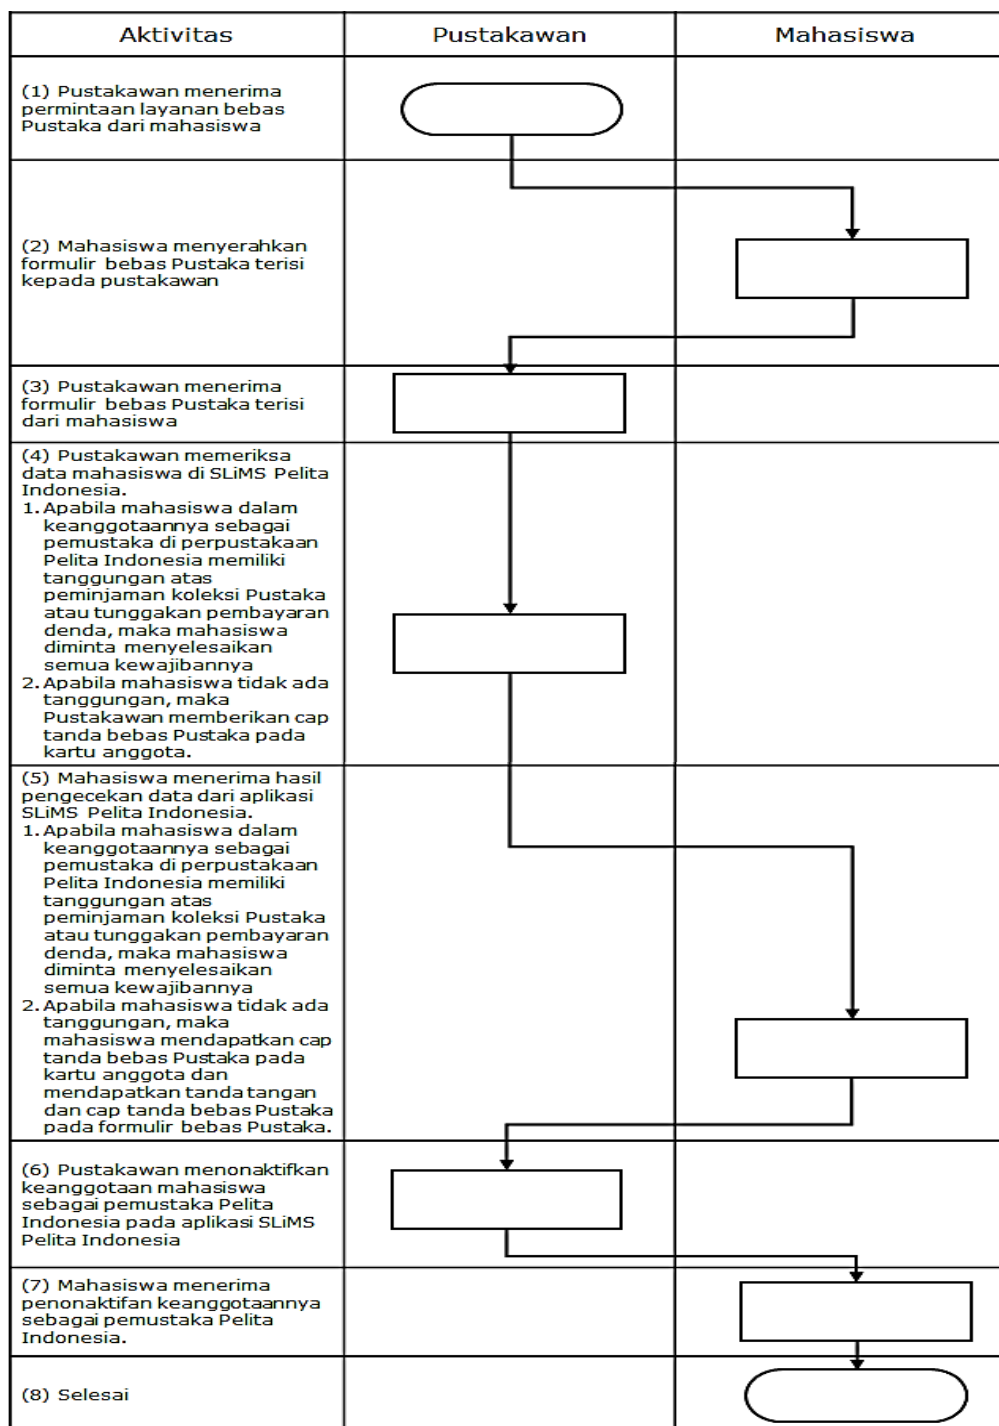 Aktivitas
Pustakawan
Mahasiswa
(1) Pustakawan menerima
permintaan layanan bebas
Pustaka dari mahasiswa
(2) Mahasiswa menyerahkan
formulir bebas Pustaka terisi
kepada pustakawan
(3) Pustakawan menerima
formulir bebas Pustaka terisi
dari mahasiswa
(4) Pustakawan memeriksa
data mahasiswa di SLiMS Pelita
Indonesia.
1. Apabila mahasiswa dalam
keanggotaannya sebagai
pemustaka di perpustakaan
Pelita Indonesia memiliki
tanggungan atas
peminjaman koleksi Pustaka
atau tunggakan pembayaran
denda, maka mahasiswa
diminta menyelesaikan
semua kewajibannya
2. Apabila mahasiswa tidak ada
tanggungan, maka
Pustakawan memberikan cap
tanda bebas Pustaka pada
kartu anggota.
(5) Mahasiswa menerima hasil
pengecekan data dari aplikasi
SLiMS Pelita Indonesia.
1. Apabila mahasiswa dalam
keanggotaannya sebagai
pemustaka di perpustakaan
Pelita Indonesia memiliki
tanggungan atas
peminjaman koleksi Pustaka
atau tunggakan pembayaran
denda, maka mahasiswa
diminta menyelesaikan
semua kewajibannya
2. Apabila mahasiswa tidak ada
tanggungan, maka
mahasiswa mendapatkan cap
tanda bebas Pustaka pada
kartu anggota dan
mendapatkan tanda tangan
dan cap tanda bebas Pustaka
pada formulir bebas Pustaka.
(6) Pustakawan menonaktifkan
keanggotaan mahasiswa
sebagai pemustaka Pelita
Indonesia pada aplikasi SLiMS
Pelita Indonesia
(7) Mahasiswa menerima
penonaktifan keanggotaannya
sebagai pemustaka Pelita
Indonesia.
(8) Selesai